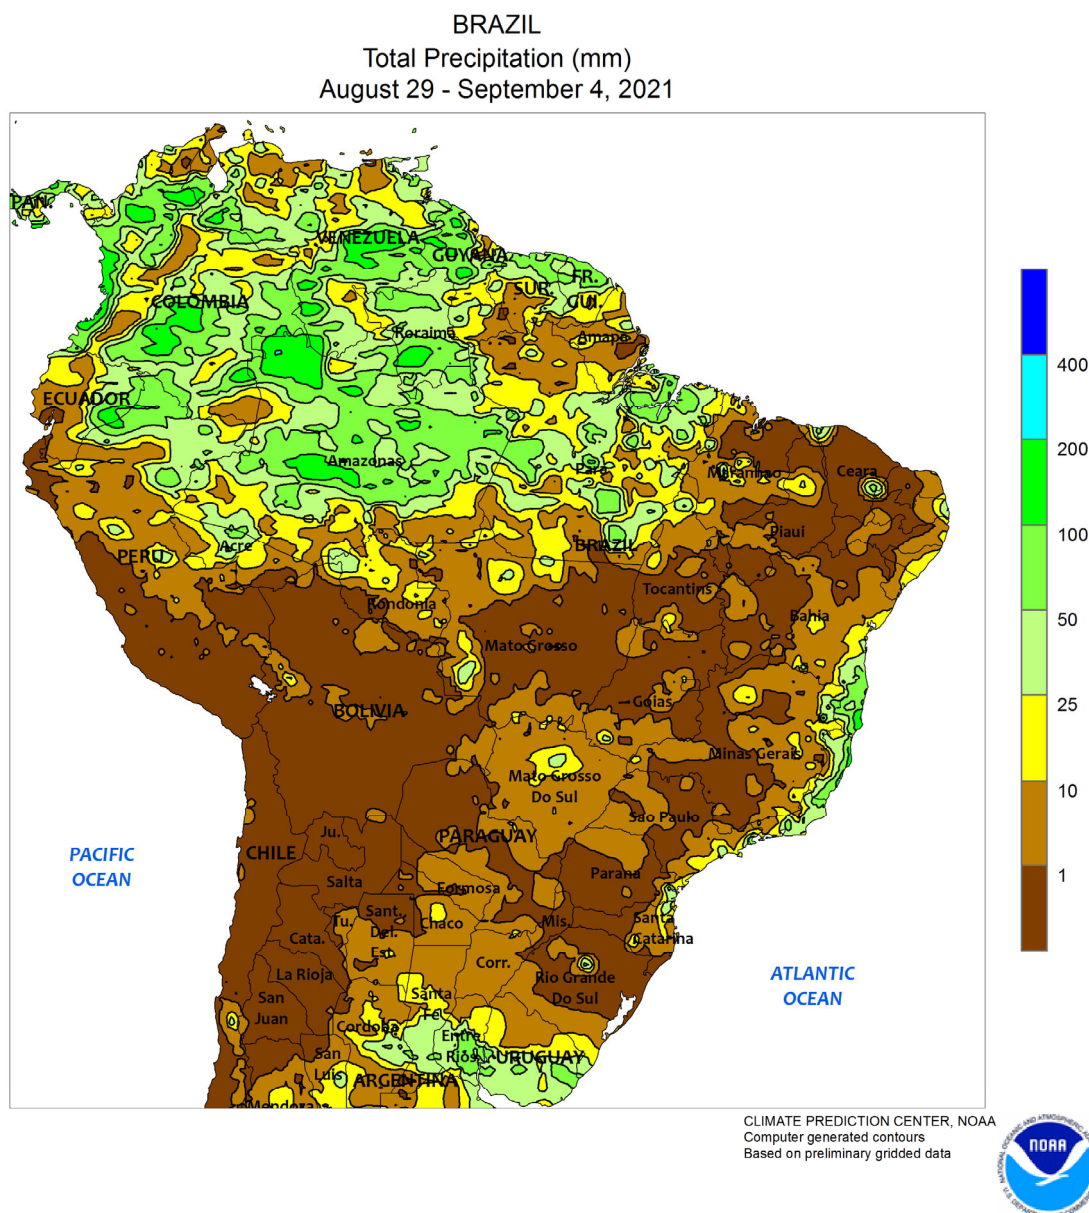 BRAZIL
Total Precipitation (mm)
August 29 - September 4, 2021
PAN.
VENEZUELA
GUYANA
COLOMBIA
SUR.
FR.
GUI.
Roraima
Amapa
ECUADOR
Amazonas
Para
Maranhao
Ceara
PERU
Acre
BRAZIL
Piaui
Rondonia
Tocantins
Bahia
Mato Grosso
BOLIVIA
Goias
Minas Gerais
Mato Grosso
Do Sul
Sao Paulo
PARAGUAY
Ju.
CHILE
PACIFIC
OCEAN
Salta
Formosa
Parana
Tu.
Sant.
Del.
Est.
Chaco
Mis.
Santa
Catarina
Cata.
Corr.
La Rioja
Rio Grande
Do Sul
ATLANTIC
OCEAN
San
Juan
Santa
Fe
Cordoba
Entre
Rios
URUGUAY
San
Luis
ARGENTINA
Mendoza
400
200
100
50
25
10
1
CLIMATE PREDICTION CENTER, NOAA
Computer generated contours
Based on preliminary gridded data
NOAA